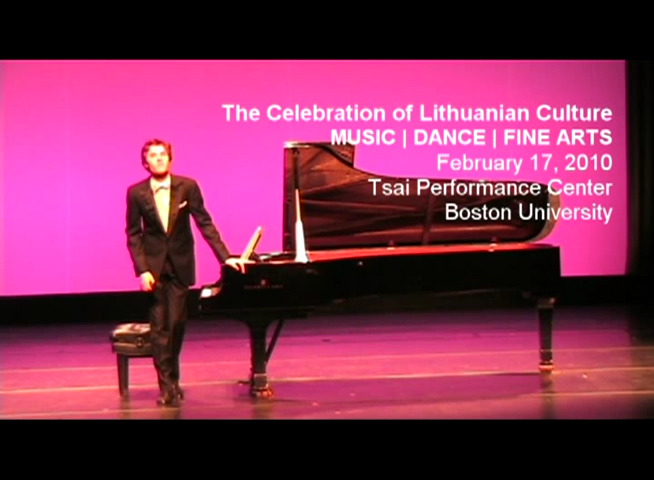 The Celebration of Lithuanian Culture
MUSIC | DANCE | FINE ARTS
February 17, 2010
Tsai Performance Center
Boston University